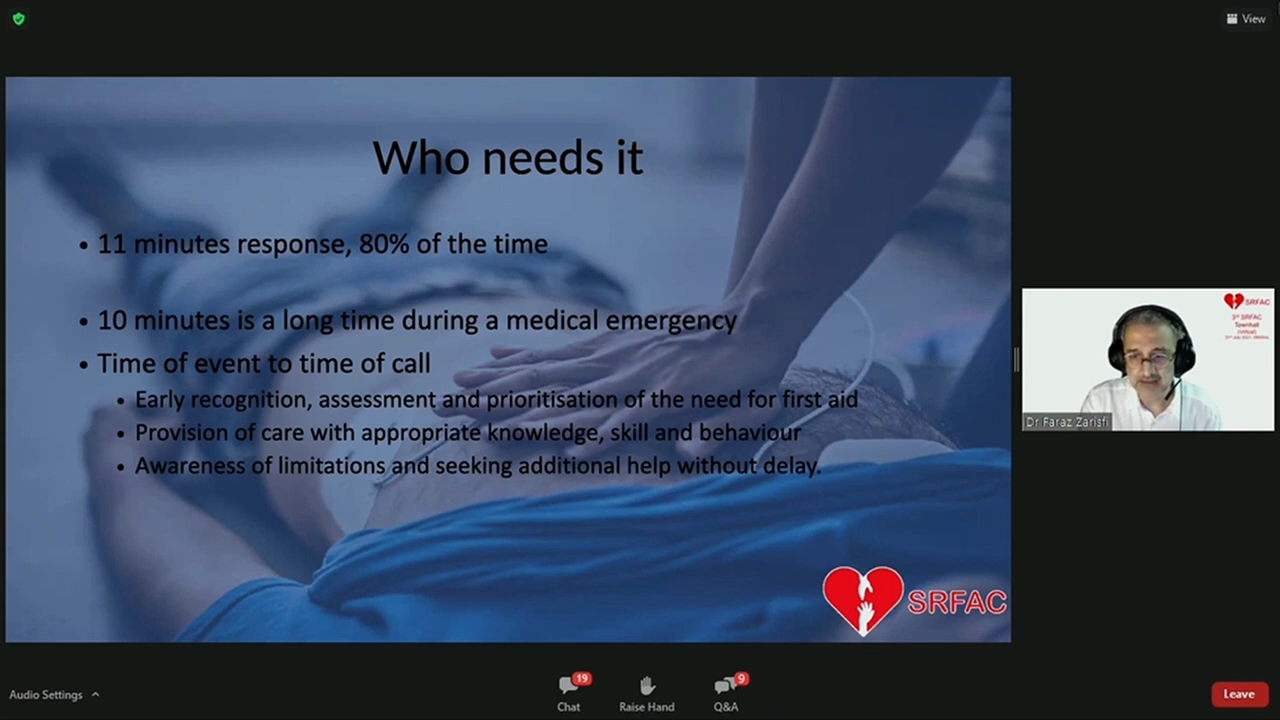 View
Who needs it
• 11 minutes response, 80% of the time
• 10 minutes is a long time during a medical emergency
• Time of event to time of call
• Early recognition, assessment and prioritisation of the need for first aid
• Provision of care with appropriate knowledge, skill and behaviour
• Awareness of limitations and seeking additional help without delay.
SRFAC
SRFAC
3rd SRFAC
Townhall
Dr Faraz Zarisfi
Audio Settings
19
Chat
Raise Hand
9
Q&A
Leave